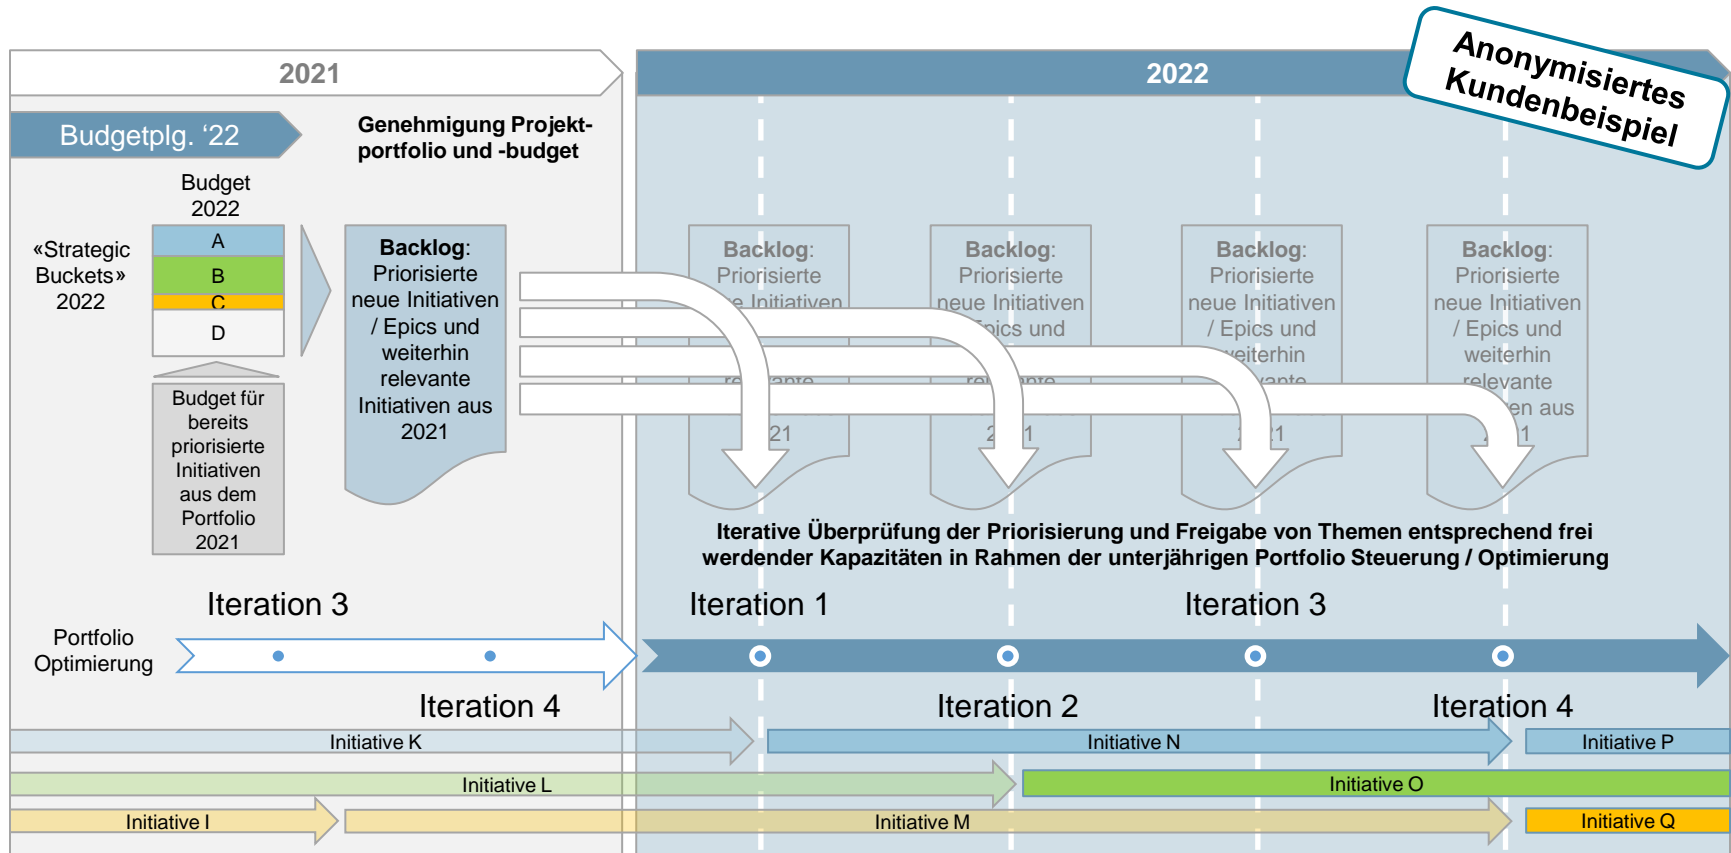 2021
2022
Anonymisiertes
Kundenbeispiel
Budgetplg. ‘22
Genehmigung Projekt-
portfolio und -budget
Budget
2022
«Strategic
Buckets»
2022
A
B
C
D
Budget für
bereits
priorisierte
Initiativen
aus dem
Portfolio
2021
Backlog:
Priorisierte
neue Initiativen
/ Epics und
weiterhin
relevante
Initiativen aus
2021
Backlog:
Priorisierte
Initiativen
Backlog:
Priorisierte
neue Initiativen
und
Backlog:
Priorisierte
neue Initiativen
/ Epics und
weiterhin
Backlog:
Priorisierte
neue Initiativen
/ Epics und
weiterhin
relevante
aus
Iterative Überprüfung der Priorisierung und Freigabe von Themen entsprechend frei
werdender Kapazitäten in Rahmen der unterjährigen Portfolio Steuerung / Optimierung
Iteration 3
Iteration 1
Iteration 3
Portfolio
Optimierung
Iteration 4
Iteration 2
Iteration 4
Initiative K
Initiative N
Initiative P
Initiative L
Initiative O
Initiative I
Initiative M
Initiative Q